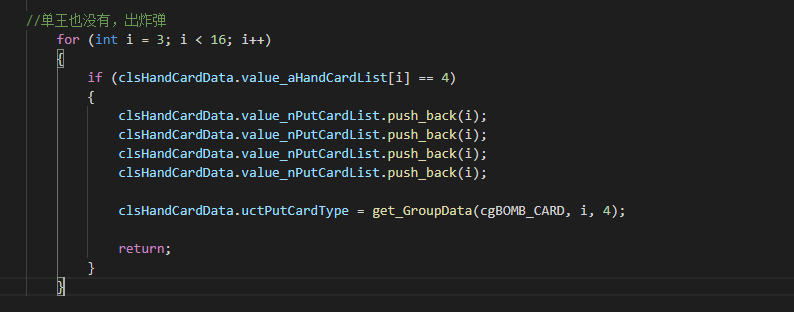 //单王也没有，出炸弹
for (int i = 3; i < 16; i++)
{
if (clsHandCardData.value_aHandCardList[i] == 4)
{
clsHandCardData.value_nPutCardList.push_back(i);
clsHandCardData.value_nPutCardList.push_back(i);
clsHandCardData.value_nPutCardList.push_back(i);
clsHandCardData.value_nPutCardList.push_back(i);
clsHandCardData.uctPutCardType = get_GroupData(cgBOMB_CARD, i, 4);
return;
}
}